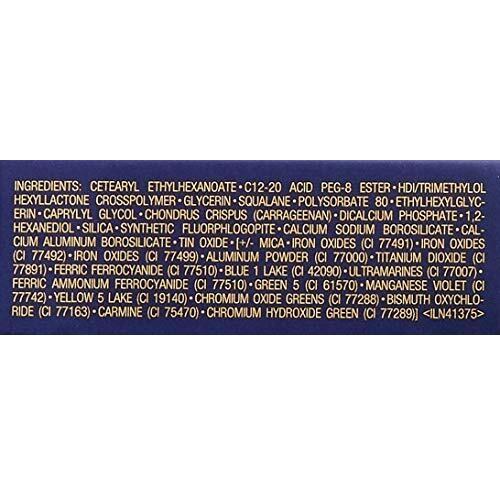 INGREDIENTS: CETEARYL ETHYLHEXANOATE•C12-20 ACID PEG-8 ESTER•HDI/TRIMETHYLOL
HEXYLLACTONE CROSSPOLYMER•GLYCERIN•SQUALANE•POLYSORBATE 80•ETHYLHEXYLGLYC-
ERIN•CAPRYLYL GLYCOL•CHONDRUS CRISPUS (CARRAGEENAN)•DICALCIUM PHOSPHATE•1,2-
HEXANEDIOL•SILICA•SYNTHETIC FLUORPHLOGOPITE•CALCIUM SODIUM BOROSILICATE•CAL-
CIUM ALUMINUM BOROSILICATE•TIN OXIDE•[+/- MICA•IRON OXIDES (CI 77491)•IRON OXIDES
(CI 77492)•IRON OXIDES (CI 77499)•ALUMINUM POWDER (CI 77000)•TITANIUM DIOXIDE (CI
77891)•FERRIC FERROCYANIDE (CI 77510)•BLUE 1 LAKE (CI 42090)•ULTRAMARINES (CI 77007)•
FERRIC AMMONIUM FERROCYANIDE (CI 77510)•GREEN 5 (CI 61570)•MANGANESE VIOLET (CI
77742)•YELLOW 5 LAKE (CI 19140)•CHROMIUM OXIDE GREENS (CI 77288)•BISMUTH OXYCHLO-
RIDE (CI 77163)•CARMINE (CI 75470)•CHROMIUM HYDROXIDE GREEN (CI 77289)] <ILN41375>